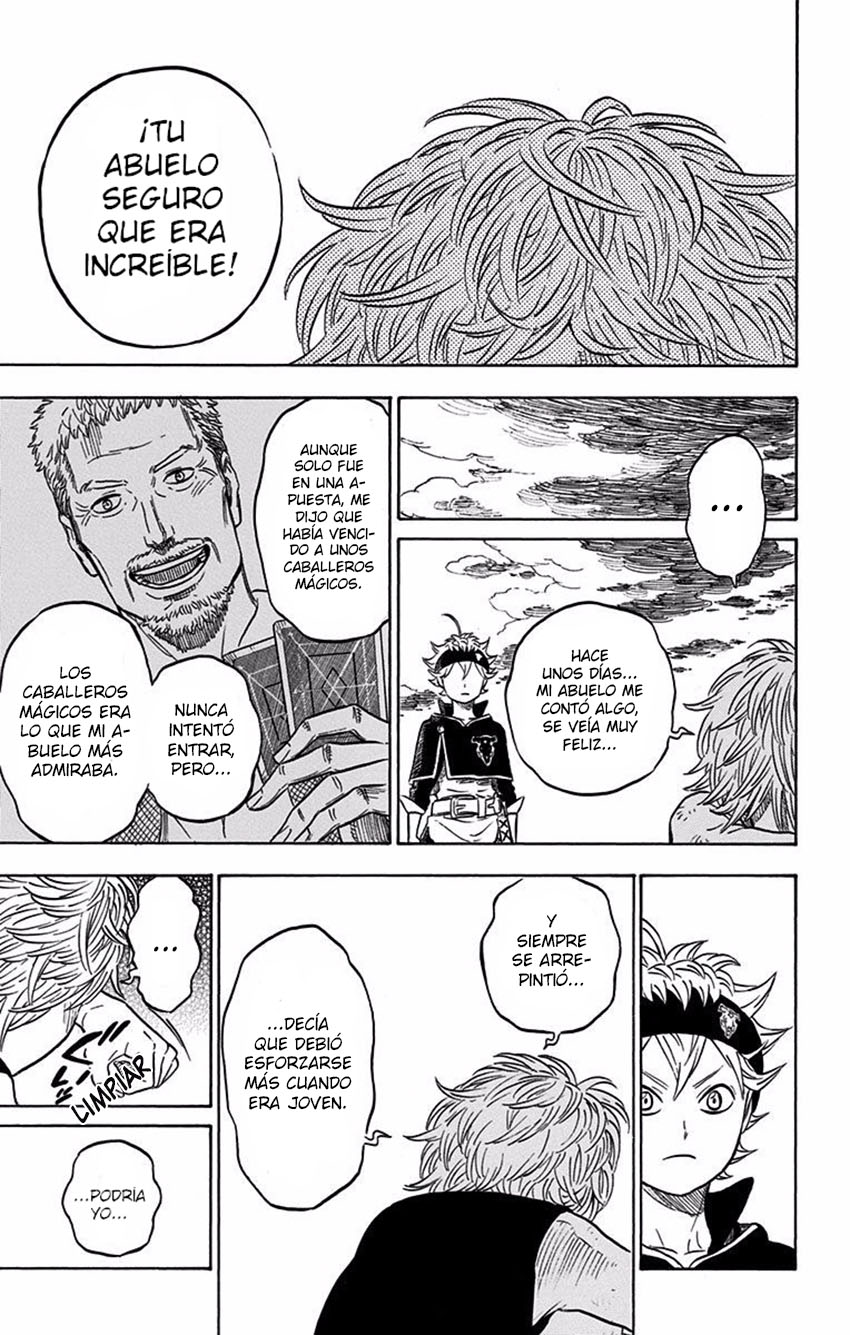 ¡TU
ABUELO
SEGURO
QUE ERA
INCREÍBLE!
...
HACE
UNOS DÍAS...
MI ABUELO ME
CONTÓ ALGO,
SE VEÍA MUY
FELIZ...
AUNQUE
SOLO FUE
EN UNA A-
PUESTA, ME
DIJO QUE
HABÍA VENCI-
DO A UNOS
CABALLEROS
MÁGICOS.
NUNCA
INTENTÓ
ENTRAR,
PERO...
LOS
CABALLEROS
MÁGICOS ERA
LO QUE MI A-
BUELO MÁS
ADMIRABA.
Y
SIEMPRE
SE ARRE-
PINTIÓ...
...DECÍA
QUE DEBIÓ
ESFORZARSE
MÁS CUANDO
ERA JOVEN.
...
LIMPIAR
...PODRÍA
YO...